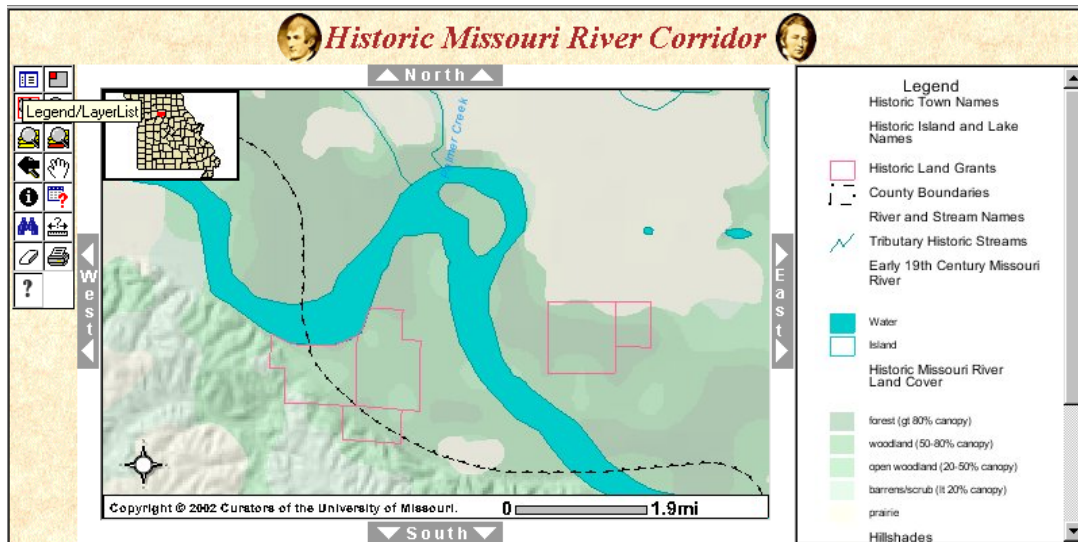 Historic Missouri River Corridor
North
Legend/LayerList
West
East
Palmer Creek
Copyright © 2002 Curators of the University of Missouri.
0 1.9mi
South
Legend
Historic Town Names
Historic Island and Lake
Names
Historic Land Grants
County Boundaries
River and Stream Names
Tributary Historic Streams
Early 19th Century Missouri
River
Water
Island
Historic Missouri River
Land Cover
forest (gt 80% canopy)
woodland (50-80% canopy)
open woodland (20-50% canopy)
barrens/scrub (lt 20% canopy)
prairie
Hillshades